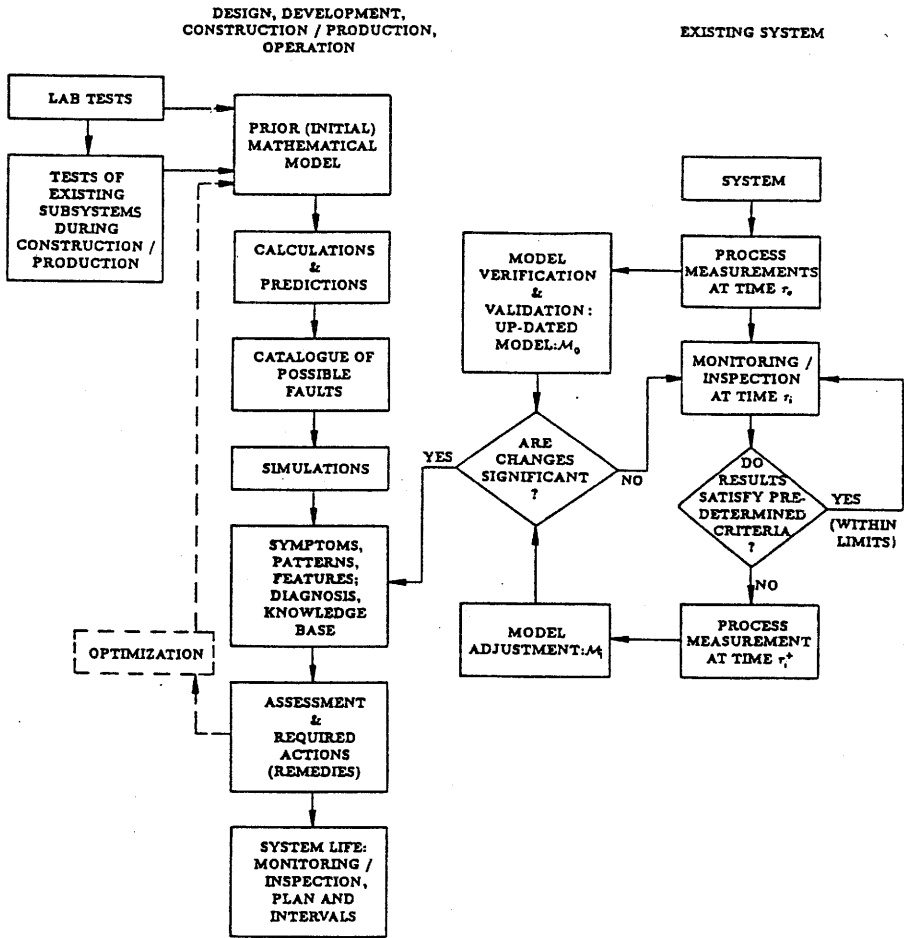 DESIGN, DEVELOPMENT,
CONSTRUCTION / PRODUCTION,
OPERATION
EXISTING SYSTEM
LAB TESTS
PRIOR (INITIAL)
MATHEMATICAL
MODEL
TESTS OF
EXISTING
SUBSYSTEMS
DURING
CONSTRUCTION /
PRODUCTION
SYSTEM
CALCULATIONS
&
PREDICTIONS
MODEL
VERIFICATION
&
VALIDATION :
UP-DATED
MODEL: ℳ₀
PROCESS
MEASUREMENTS
AT TIME τ₀
CATALOGUE OF
POSSIBLE
FAULTS
MONITORING /
INSPECTION
AT TIME τᵢ
SIMULATIONS
YES
ARE
CHANGES
SIGNIFICANT
?
NO
DO
RESULTS
SATISFY PRE-
DETERMINED
CRITERIA
?
YES
(WITHIN
LIMITS)
NO
SYMPTOMS,
PATTERNS,
FEATURES;
DIAGNOSIS,
KNOWLEDGE
BASE
MODEL
ADJUSTMENT: ℳᵢ
PROCESS
MEASUREMENT
AT TIME τᵢ⁺
OPTIMIZATION
ASSESSMENT
&
REQUIRED
ACTIONS
(REMEDIES)
SYSTEM LIFE:
MONITORING /
INSPECTION,
PLAN AND
INTERVALS